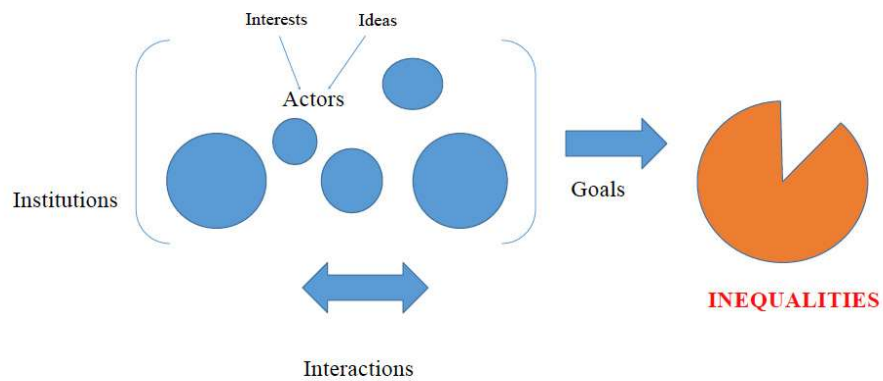 Interests
Ideas
Actors
Institutions
Goals
INEQUALITIES
Interactions